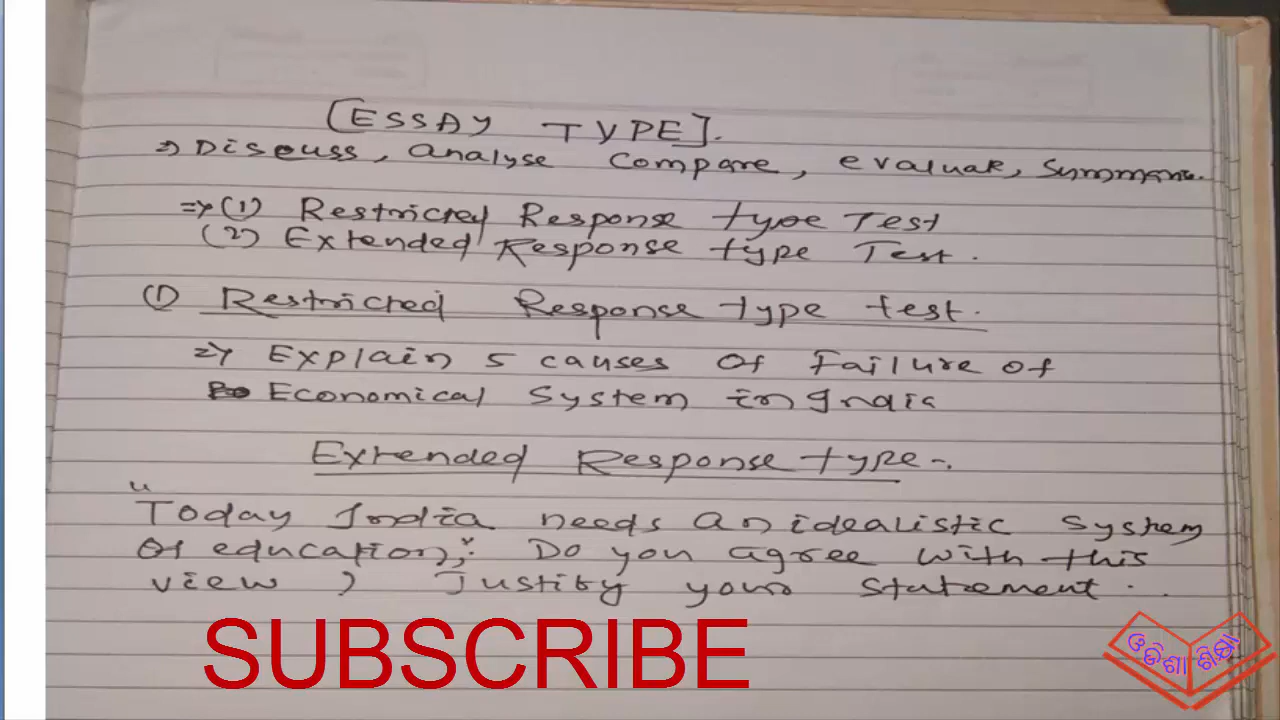 [ESSAY TYPE].
⇒ Discuss, analyse compare, evaluate,
⇒ (1) Restricted Response type Test
(2) Extended Response type Test.
(1) Restricted Response type test.
⇒ Explain 5 causes of Failure of
Economical System in India
Extended Response type -.
"Today India needs an idealistic system
of education". Do you agree with this
view , Justify your statement.
SUBSCRIBE
ଓଡିଶା ଶିକ୍ଷା